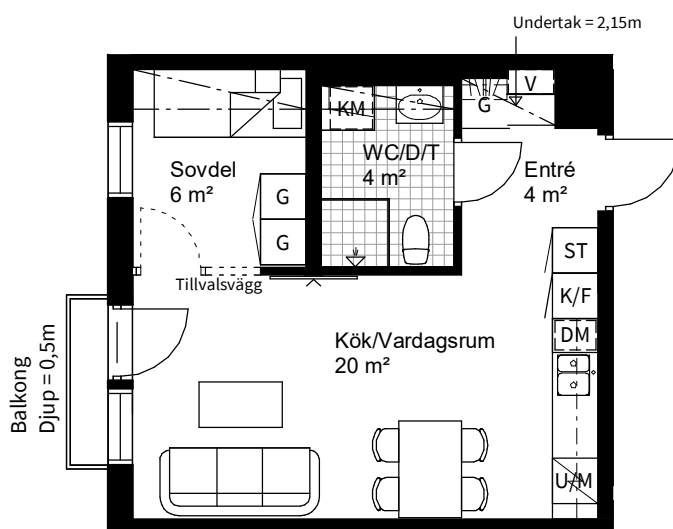 Undertak = 2,15m
V
G
KM
WC/D/T
4 m²
Entré
4 m²
Sovdel
6 m²
G
G
ST
Tillvalsvägg
K/F
DM
Kök/Vardagsrum
20 m²
Balkong
Djup = 0,5m
U/M